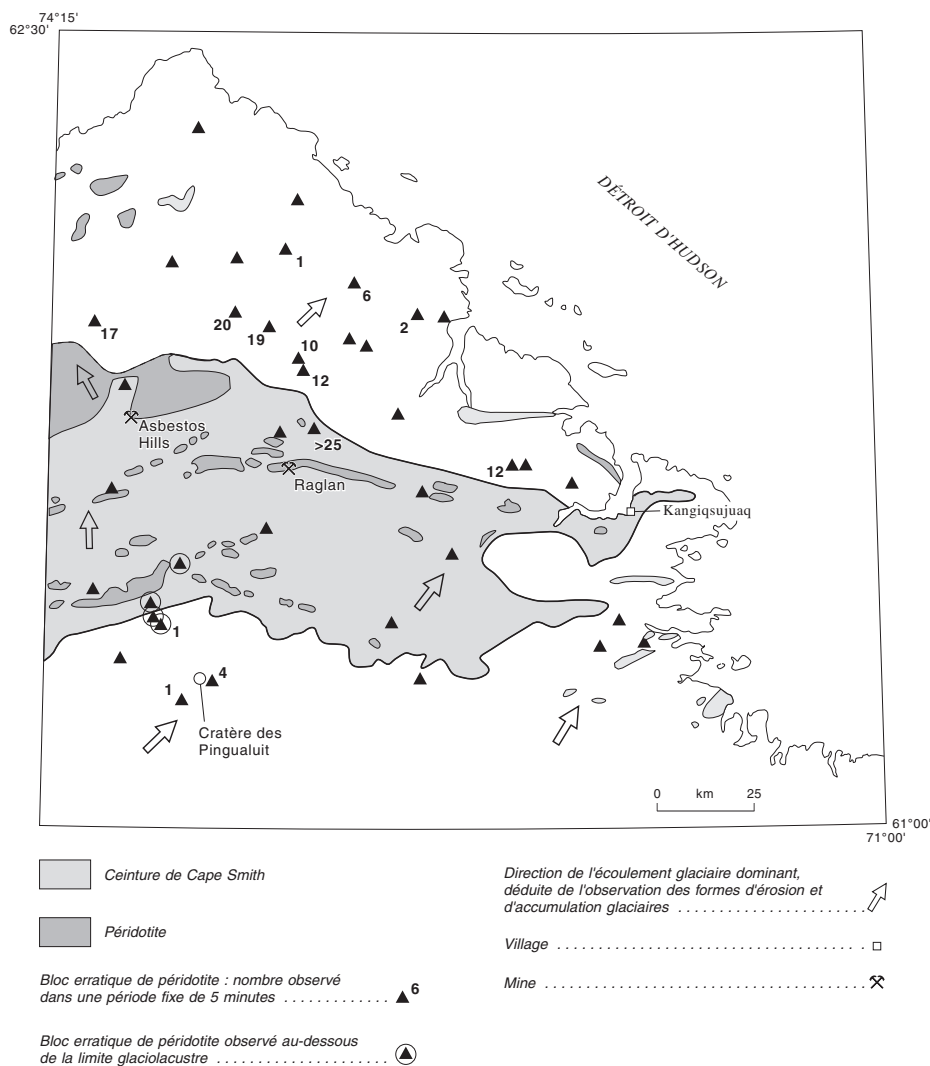 74°15'
62°30'
DÉTROIT D'HUDSON
1
6
2
20
19
17
10
12
Asbestos
Hills
>25
Raglan
12
Kangiqsujuaq
1
4
1
Cratère des
Pingualuit
0 km 25
61°00'
71°00'
Ceinture de Cape Smith
Péridotite
Bloc erratique de péridotite : nombre observé
dans une période fixe de 5 minutes ............. 6
Bloc erratique de péridotite observé au-dessous
de la limite glaciolacustre .....................
Direction de l'écoulement glaciaire dominant,
déduite de l'observation des formes d'érosion et
d'accumulation glaciaires .......................
Village ......................................
Mine .......................................